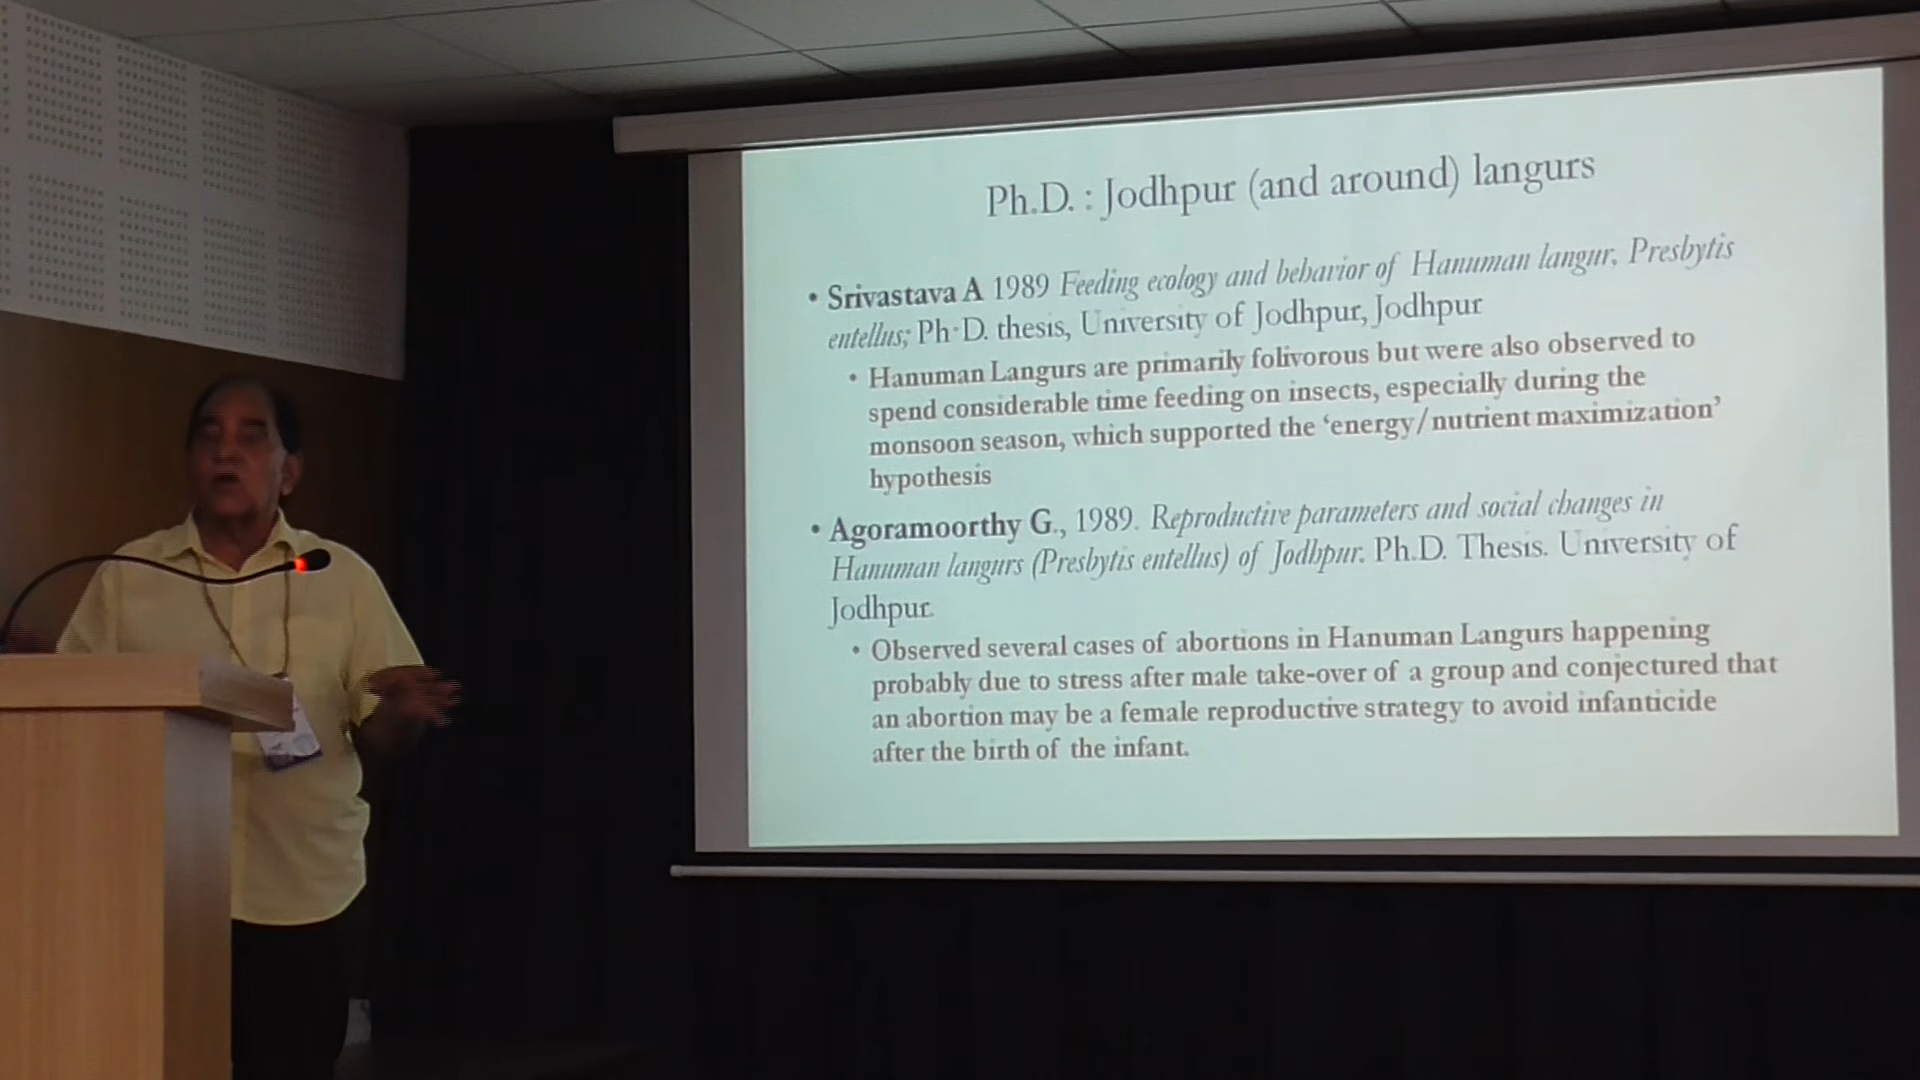 Ph.D. : Jodhpur (and around) langurs
• Srivastava A 1989 Feeding ecology and behavior of Hanuman langur, Presbytis
entellus; Ph·D. thesis, University of Jodhpur, Jodhpur
• Hanuman Langurs are primarily folivorous but were also observed to
spend considerable time feeding on insects, especially during the
monsoon season, which supported the ‘energy/nutrient maximization’
hypothesis
• Agoramoorthy G., 1989. Reproductive parameters and social changes in
Hanuman langurs (Presbytis entellus) of Jodhpur. Ph.D. Thesis. University of
Jodhpur.
• Observed several cases of abortions in Hanuman Langurs happening
probably due to stress after male take-over of a group and conjectured that
an abortion may be a female reproductive strategy to avoid infanticide
after the birth of the infant.